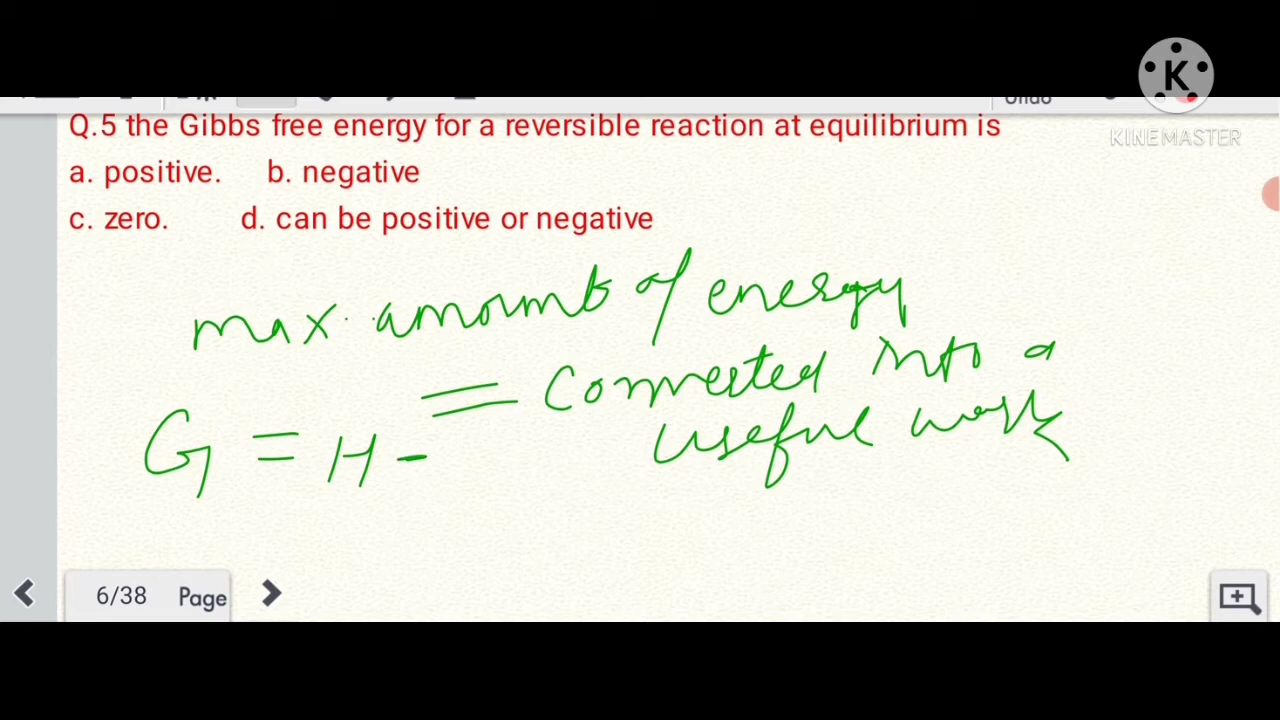 K
KINEMASTER
Undo
Q.5 the Gibbs free energy for a reversible reaction at equilibrium is
a. positive. b. negative
c. zero. d. can be positive or negative
max. amount of energy
= Converted into a
useful work
G = H -
6/38 Page